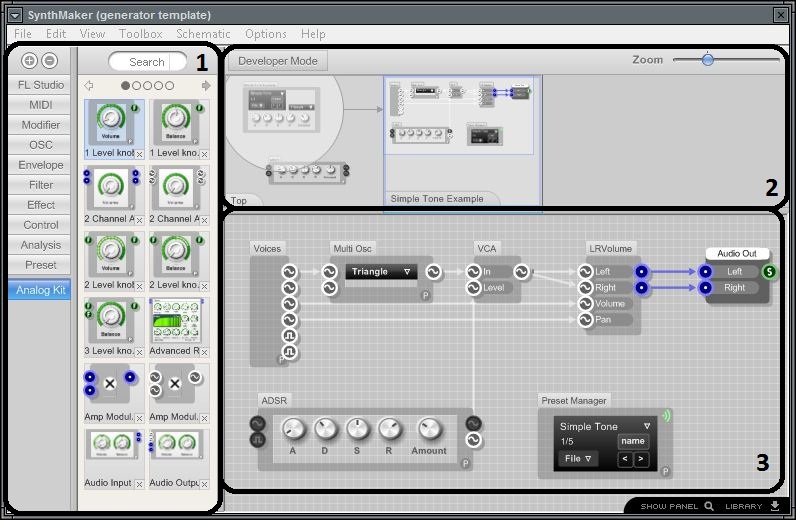 SynthMaker (generator template)
File Edit View Toolbox Schematic Options Help
Search
1
FL Studio
MIDI
Modifier
OSC
Envelope
Filter
Effect
Control
Analysis
Preset
Analog Kit
Volume
Balance
1 Level knol
1 Level kno.
Volume
Volume
2 Channel A
2 Channel A
Volume
Volume
2 Level kno.
2 Level kno.
Balance
3 Level kno.
Advanced R
Amp Modul.
Amp Modul.
Audio Input
Audio Outpu
Developer Mode
Zoom
Top
Simple Tone Example
2
Voices
Multi Osc
Triangle
P
VCA
In
Level
LRVolume
Left
Right
Volume
Pan
P
Audio Out
Left
Right
S
ADSR
A D S R Amount
P
Preset Manager
Simple Tone
1/5
name
File
< >
P
3
SHOW PANEL LIBRARY